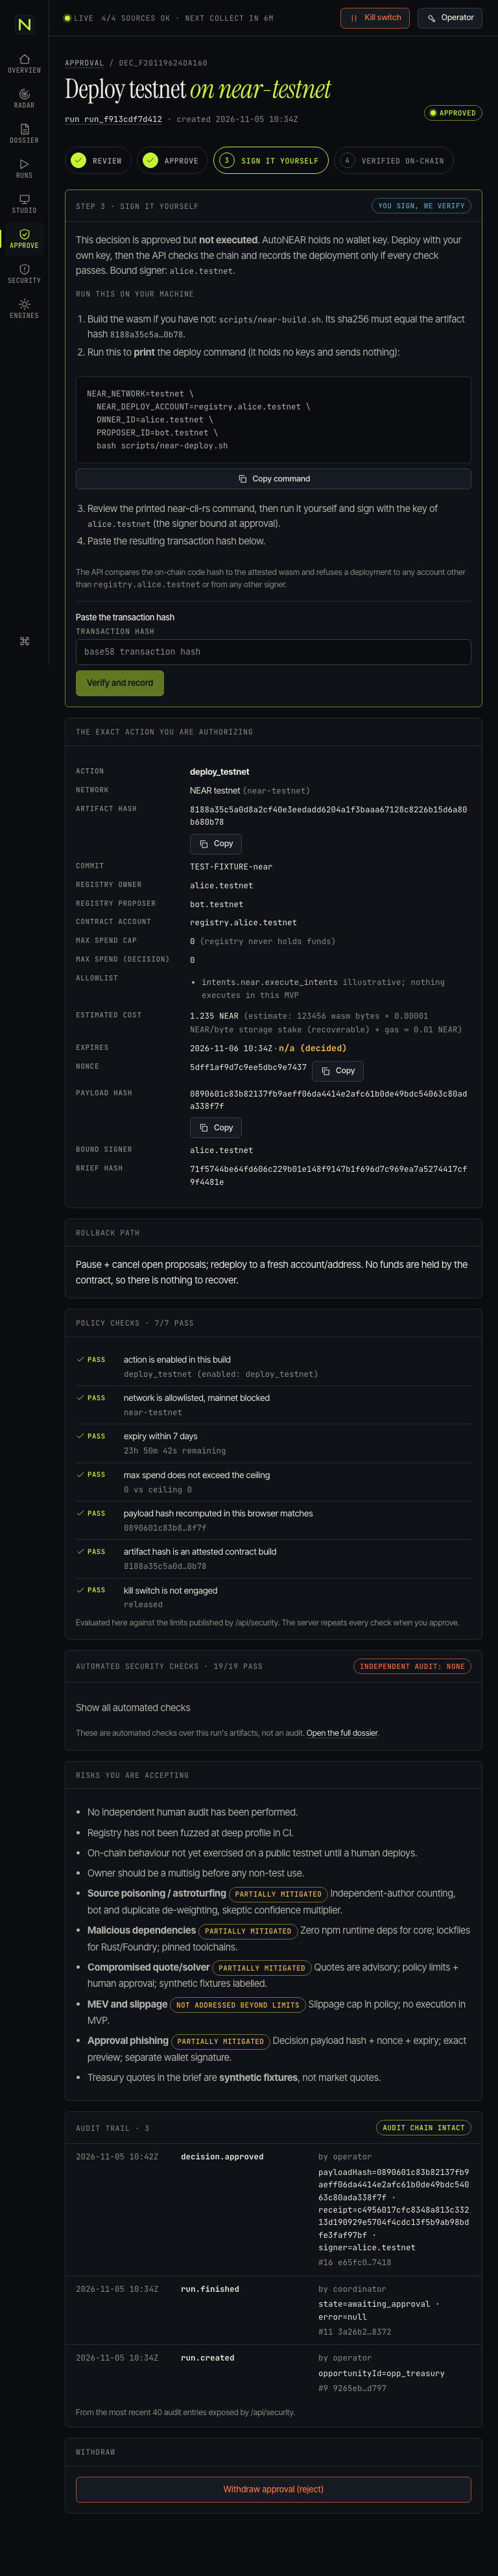 N
LIVE 4/4 SOURCES OK · NEXT COLLECT IN 6M
Kill switch
Operator
OVERVIEW
RADAR
DOSSIER
RUNS
STUDIO
APPROVE
SECURITY
ENGINES
⌘
APPROVAL / DEC_F20119624DA160
Deploy testnet on near-testnet
run run_f913cdf7d412 · created 2026-11-05 10:34Z
APPROVED
REVIEW
APPROVE
3 SIGN IT YOURSELF
4 VERIFIED ON-CHAIN
STEP 3 · SIGN IT YOURSELF
YOU SIGN, WE VERIFY
This decision is approved but not executed. AutoNEAR holds no wallet. Deploy with your
own key, then the API checks the chain and records the deployment only if every check
passes. Bound signer: alice.testnet.
RUN THIS ON YOUR MACHINE
1. Build the wasm if you have not: scripts/near-build.sh. Its sha256 must equal the artifact
hash 8188a35c5a…0b78.
2. Run this to print the deploy command (it holds no keys and sends nothing):
NEAR_NETWORK=testnet \
NEAR_DEPLOY_ACCOUNT=registry.alice.testnet \
OWNER_ID=alice.testnet \
PROPOSER_ID=bot.testnet \
bash scripts/near-deploy.sh
Copy command
3. Review the printed near-cli-rs command, then run it yourself and sign with the key of
alice.testnet (the signer bound at approval).
4. Paste the resulting transaction hash below.
The API compares the on-chain code hash to the attested wasm and refuses a deployment to any account other
than registry.alice.testnet or from any other signer.
Paste the transaction hash
TRANSACTION HASH
base58 transaction hash
Verify and record
THE EXACT ACTION YOU ARE AUTHORIZING
ACTION deploy_testnet
NETWORK NEAR testnet (near-testnet)
ARTIFACT HASH 8188a35c5a0d8a2cf40e3eedadd6204a1f3baaa67128c8226b15d6a80
b680b78
Copy
COMMIT TEST-FIXTURE-near
REGISTRY OWNER alice.testnet
REGISTRY PROPOSER bot.testnet
CONTRACT ACCOUNT registry.alice.testnet
MAX SPEND CAP 0 (registry never holds funds)
MAX SPEND (DECISION) 0
ALLOWLIST • intents.near.execute_intents illustrative; nothing
executes in this MVP
ESTIMATED COST 1.235 NEAR (estimate: 123456 wasm bytes × 0.00001
NEAR/byte storage stake (recoverable) + gas ≈ 0.01 NEAR)
EXPIRES 2026-11-06 10:34Z · n/a (decided)
NONCE 5dff1af9d7c9ee5dbc9e7437 Copy
PAYLOAD HASH 0890601c83b82137fb9aeff06da4414e2afc61b0de49bdc54063c80ad
a338f7f
Copy
BOUND SIGNER alice.testnet
BRIEF HASH 71f5744be64fd606c229b01e148f9147b1f696d7c969ea7a5274417cf
9f4481e
ROLLBACK PATH
Pause + cancel open proposals; redeploy to a fresh account/address. No funds are held by the
contract, so there is nothing to recover.
POLICY CHECKS · 7/7 PASS
PASS action is enabled in this build
deploy_testnet (enabled: deploy_testnet)
PASS network is allowlisted, mainnet blocked
near-testnet
PASS expiry within 7 days
23h 50m 42s remaining
PASS max spend does not exceed the ceiling
0 vs ceiling 0
PASS payload hash recomputed in this browser matches
0890601c83b8…8f7f
PASS artifact hash is an attested contract build
8188a35c5a0d…0b78
PASS kill switch is not engaged
released
Evaluated here against the limits published by /api/security. The server repeats every check when you approve.
AUTOMATED SECURITY CHECKS · 19/19 PASS
INDEPENDENT AUDIT: NONE
Show all automated checks
These are automated checks over this run's artifacts, not an audit. Open the full dossier.
RISKS YOU ARE ACCEPTING
• No independent human audit has been performed.
• Registry has not been fuzzed at deep profile in CI.
• On-chain behaviour not yet exercised on a public testnet until a human deploys.
• Owner should be a multisig before any non-test use.
• Source poisoning / astroturfing PARTIALLY MITIGATED Independent-author counting,
bot and duplicate de-weighting, skeptic confidence multiplier.
• Malicious dependencies PARTIALLY MITIGATED Zero npm runtime deps for core; lockfiles
for Rust/Foundry; pinned toolchains.
• Compromised quote/solver PARTIALLY MITIGATED Quotes are advisory; policy limits +
human approval; synthetic fixtures labelled.
• MEV and slippage NOT ADDRESSED BEYOND LIMITS Slippage cap in policy; no execution in
MVP.
• Approval phishing PARTIALLY MITIGATED Decision payload hash + nonce + expiry; exact
preview; separate wallet signature.
• Treasury quotes in the brief are synthetic fixtures, not market quotes.
AUDIT TRAIL · 3
AUDIT CHAIN INTACT
2026-11-05 10:42Z decision.approved by operator
payloadHash=0890601c83b82137fb9
aeff06da4414e2afc61b0de49bdc540
63c80ada338f7f ·
receipt=c4956017cfc8348a813c332
13d190929e5704f4cdc13f5b9ab98bd
fe3faf97bf ·
signer=alice.testnet
#16 e65fc0…7418
2026-11-05 10:34Z run.finished by coordinator
state=awaiting_approval ·
error=null
#11 3a26b2…8372
2026-11-05 10:34Z run.created by operator
opportunityId=opp_treasury
#9 9265eb…d797
From the most recent 40 audit entries exposed by /api/security.
WITHDRAW
Withdraw approval (reject)